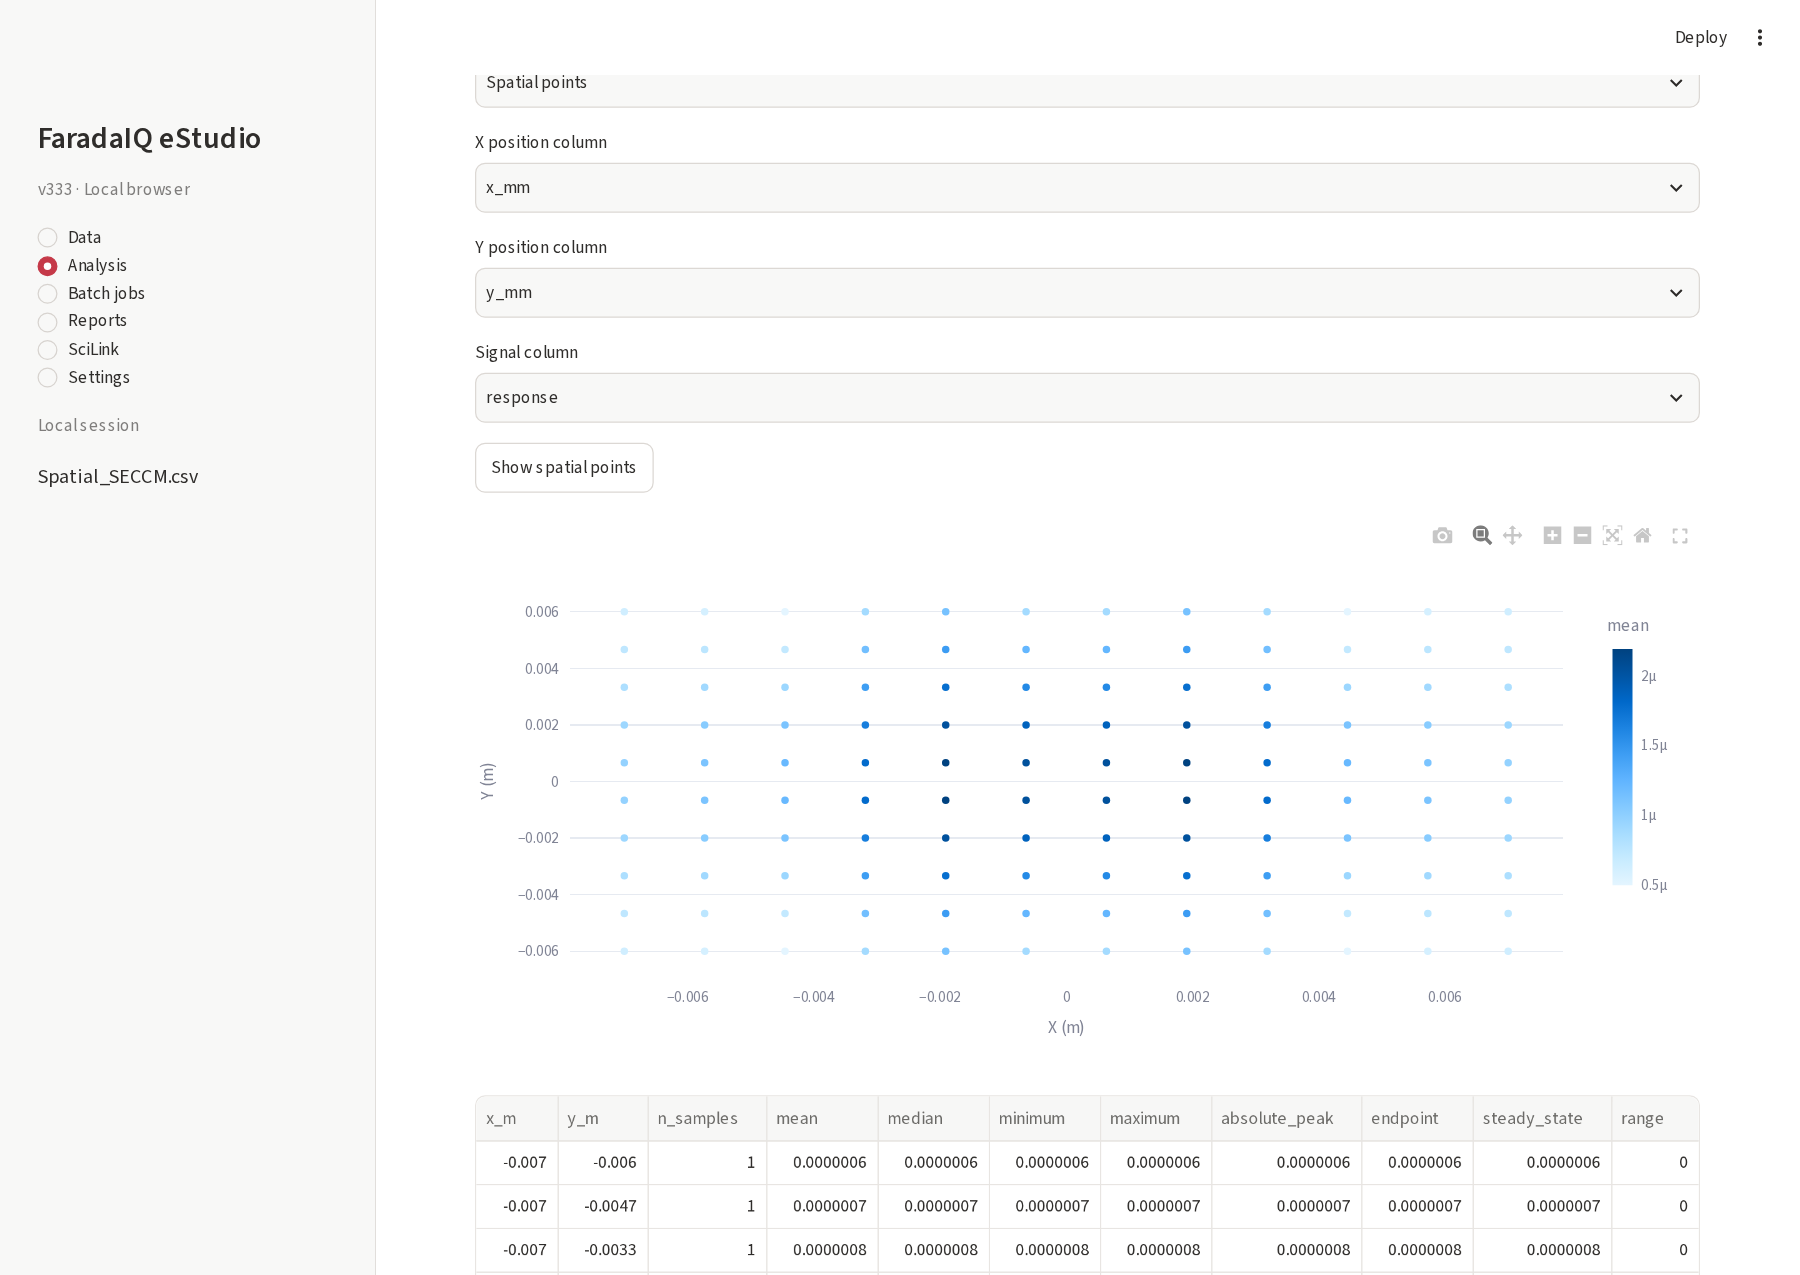 Deploy
FaradaIQ eStudio
v333 · Local browser
Data
Analysis
Batch jobs
Reports
SciLink
Settings
Local session
Spatial_SECCM.csv
Spatial points
X position column
x_mm
Y position column
y_mm
Signal column
response
Show spatial points
0.006
0.004
0.002
0
−0.002
−0.004
−0.006
Y (m)
−0.006 −0.004 −0.002 0 0.002 0.004 0.006
X (m)
mean
2μ
1.5μ
1μ
0.5μ
x_m y_m n_samples mean median minimum maximum absolute_peak endpoint steady_state range
-0.007 -0.006 1 0.0000006 0.0000006 0.0000006 0.0000006 0.0000006 0.0000006 0.0000006 0
-0.007 -0.0047 1 0.0000007 0.0000007 0.0000007 0.0000007 0.0000007 0.0000007 0.0000007 0
-0.007 -0.0033 1 0.0000008 0.0000008 0.0000008 0.0000008 0.0000008 0.0000008 0.0000008 0